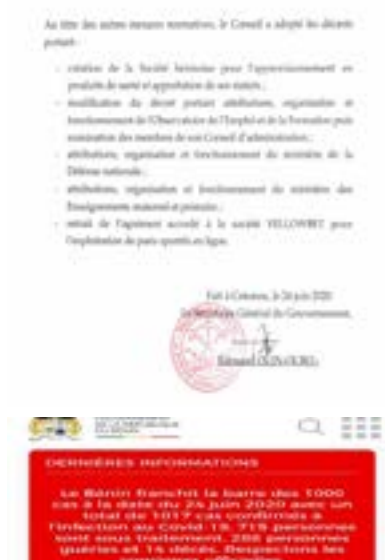 Au titre des autres mesures normatives, le Conseil a adopté les décrets
portant :
- création de la Société béninoise pour l'approvisionnement en
produits de santé et approbation de ses statuts ;
- modification du décret portant attributions, organisation et
fonctionnement de l'Observatoire de l'Emploi et de la Formation puis
nomination des membres de son Conseil d'administration ;
- attributions, organisation et fonctionnement du ministère de la
Défense nationale ;
- attributions, organisation et fonctionnement du ministère des
Enseignements maternel et primaire ;
- retrait de l'agrément accordé à la société YELLOWBET pour
l'exploitation de paris sportifs en ligne.
Fait à Cotonou, le 24 juin 2020
Le Secrétaire Général du Gouvernement,
DE LA RÉPUBLIQUE
DU BÉNIN
DERNIÈRES INFORMATIONS
Le Bénin franchit la barre des 1000
cas à la date du 24 juin 2020 avec un
total de 1017 cas confirmés à
l'infection au Covid 19. 715 personnes
sont sous traitement. 288 personnes
guéries et 14 décès. Respectons les